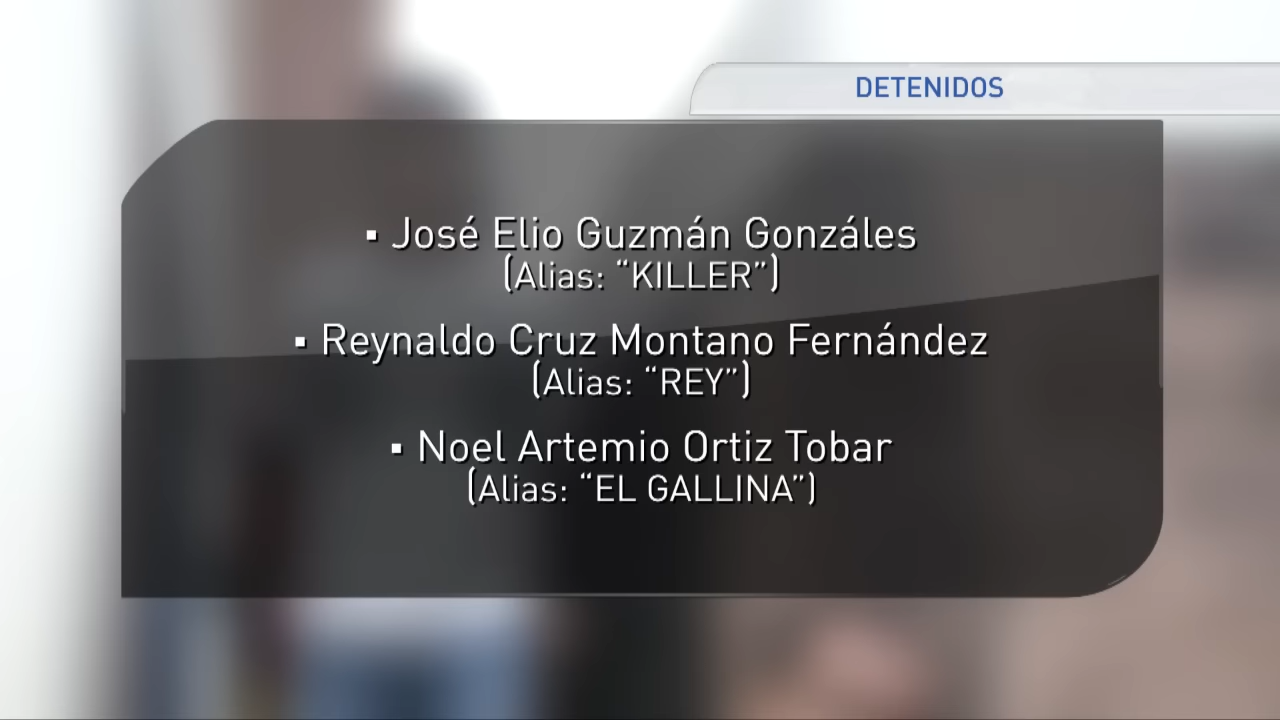 DETENIDOS
▪ José Elio Guzmán Gonzáles
(Alias: “KILLER”)
▪ Reynaldo Cruz Montano Fernández
(Alias: “REY”)
▪ Noel Artemio Ortiz Tobar
(Alias: “EL GALLINA”)